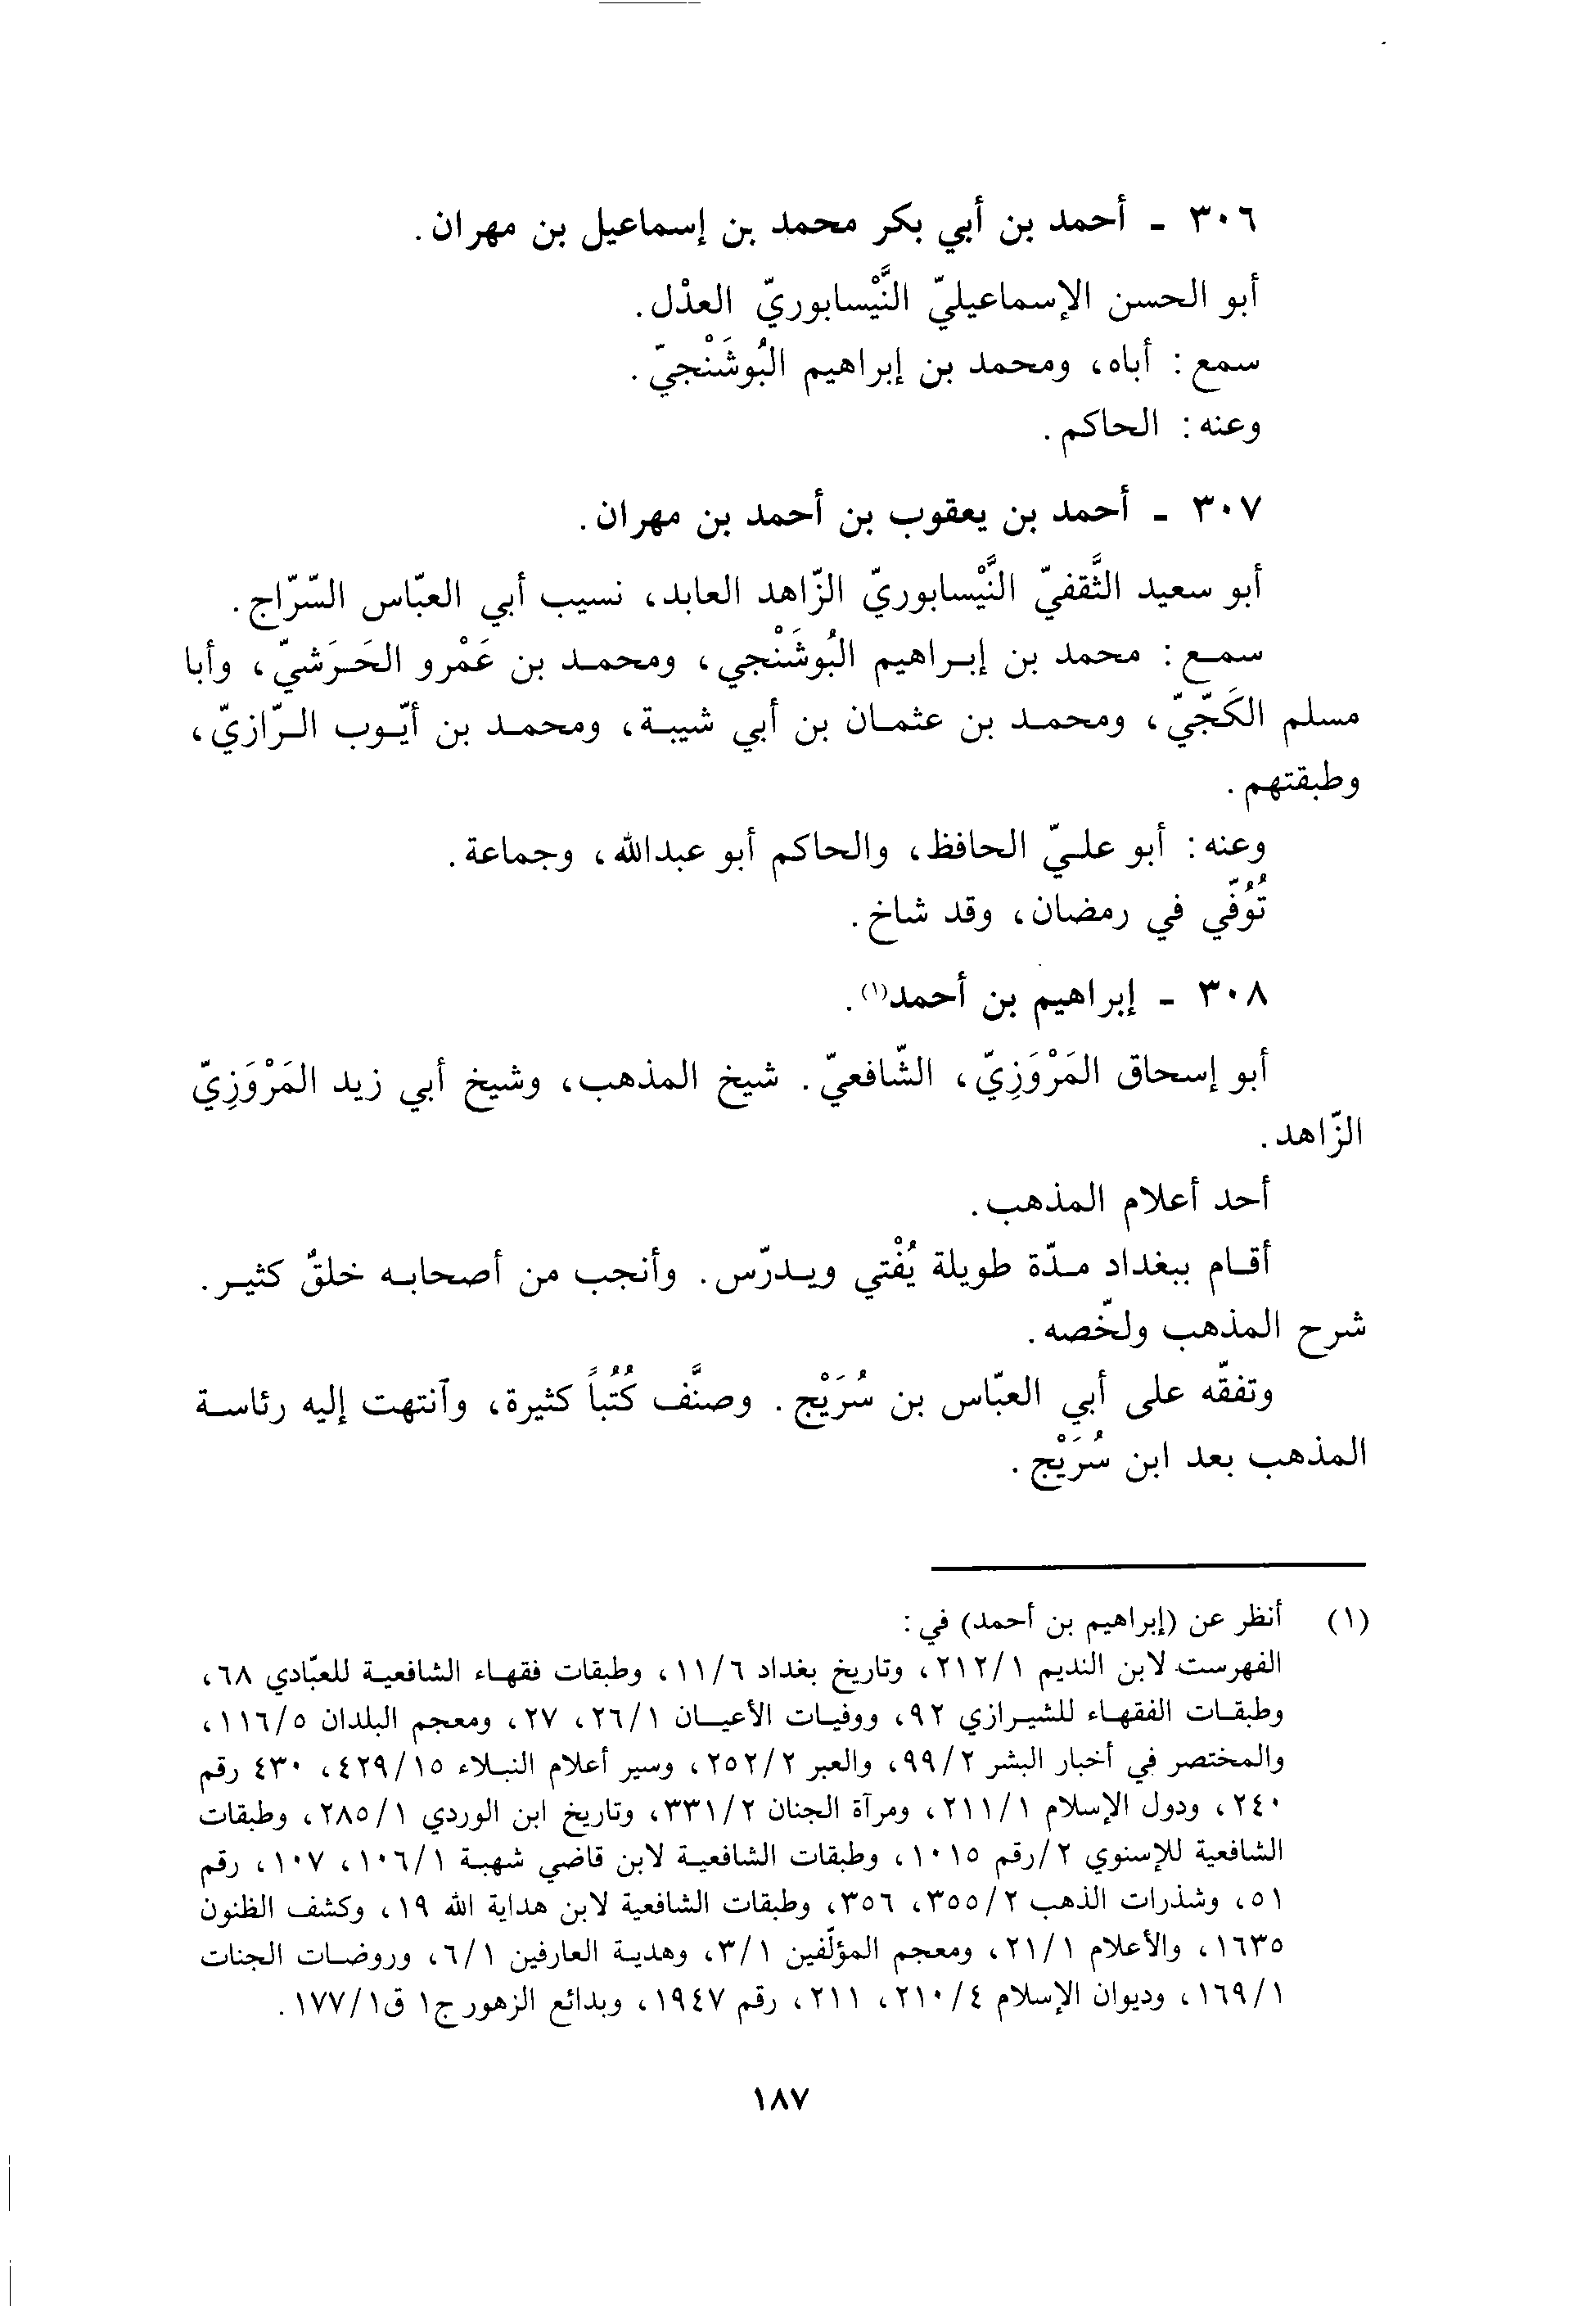 ٣٠٦ ـ أحمد بن أبي بكر محمد بن إسماعيل بن مهران.
أبو الحسن الإسماعيليّ النَّيْسابوريّ العدْل.
سمع: أباه، ومحمد بن إبراهيم البُوشَنْجيّ.
وعنه: الحاكم.
٣٠٧ ـ أحمد بن يعقوب بن أحمد بن مهران.
أبو سعيد الثَّقفيّ النَّيْسابوريّ الزّاهد العابد، نسيب أبي العبّاس السّرّاج.
سمع: محمد بن إبراهيم البُوشَنْجي، ومحمد بن عَمْرو الحَرَشيّ، وأبا
مسلم الكَجّيّ، ومحمد بن عثمان بن أبي شيبة، ومحمد بن أيّوب الرّازيّ،
وطبقتهم.
وعنه: أبو عليّ الحافظ، والحاكم أبو عبدالله، وجماعة.
تُوُفّي في رمضان، وقد شاخ.
٣٠٨ ـ إبراهيم بن أحمد(١).
أبو إسحاق المَرْوَزِيّ، الشّافعيّ. شيخ المذهب، وشيخ أبي زيد المَرْوَزِيّ
الزّاهد.
أحد أعلام المذهب.
أقام ببغداد مدّة طويلة يُفْتي ويدرّس. وأنجب من أصحابه خلقٌ كثير.
شرح المذهب ولخّصه.
وتفقّه على أبي العبّاس بن سُرَيْج. وصنَّف كُتُباً كثيرة، وآنتهت إليه رئاسة
المذهب بعد ابن سُرَيْج.
(١) أنظر عن (إبراهيم بن أحمد) في:
الفهرست لابن النديم ٢١٢/١، وتاريخ بغداد ١١/٦، وطبقات فقهاء الشافعية للعبّادي ٦٨،
وطبقات الفقهاء للشيرازي ٩٢، ووفيات الأعيان ٢٦/١، ٢٧، ومعجم البلدان ١١٦/٥،
والمختصر في أخبار البشر ٩٩/٢، والعبر ٢٥٢/٢، وسير أعلام النبلاء ٤٢٩/١٥، ٤٣٠ رقم
٢٤٠، ودول الإسلام ٢١١/١، ومرآة الجنان ٣٣١/٢، وتاريخ ابن الوردي ٢٨٥/١، وطبقات
الشافعية للإسنوي ٢/رقم ١٠١٥، وطبقات الشافعية لابن قاضي شهبة ١٠٦/١، ١٠٧، رقم
٥١، وشذرات الذهب ٣٥٥/٢، ٣٥٦، وطبقات الشافعية لابن هداية الله ١٩، وكشف الظنون
١٦٣٥، والأعلام ٢١/١، ومعجم المؤلّفين ٣/١، وهدية العارفين ٦/١، وروضات الجنات
١٦٩/١، وديوان الإسلام ٢١٠/٤، ٢١١، رقم ١٩٤٧، وبدائع الزهور ج١ ق١٧٧/١.
١٨٧